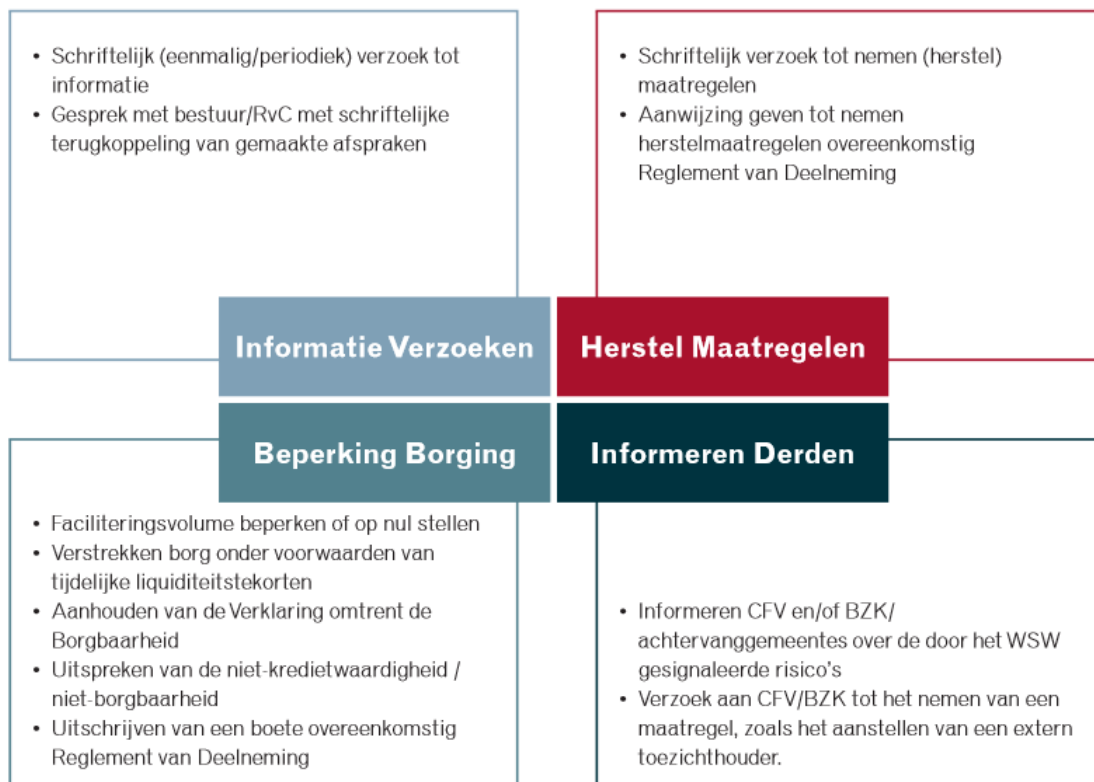 • Schriftelijk (eenmalig/periodiek) verzoek tot
informatie
• Gesprek met bestuur/RvC met schriftelijke
terugkoppeling van gemaakte afspraken
• Schriftelijk verzoek tot nemen (herstel)
maatregelen
• Aanwijzing geven tot nemen
herstelmaatregelen overeenkomstig
Reglement van Deelneming
Informatie Verzoeken
Herstel Maatregelen
Beperking Borging
Informeren Derden
• Faciliteringsvolume beperken of op nul stellen
• Verstrekken borg onder voorwaarden van
tijdelijke liquiditeitstekorten
• Aanhouden van de Verklaring omtrent de
Borgbaarheid
• Uitspreken van de niet-kredietwaardigheid /
niet-borgbaarheid
• Uitschrijven van een boete overeenkomstig
Reglement van Deelneming
• Informeren CFV en/of BZK/
achtervanggemeentes over de door het WSW
gesignaleerde risico's
• Verzoek aan CFV/BZK tot het nemen van een
maatregel, zoals het aanstellen van een extern
toezichthouder.